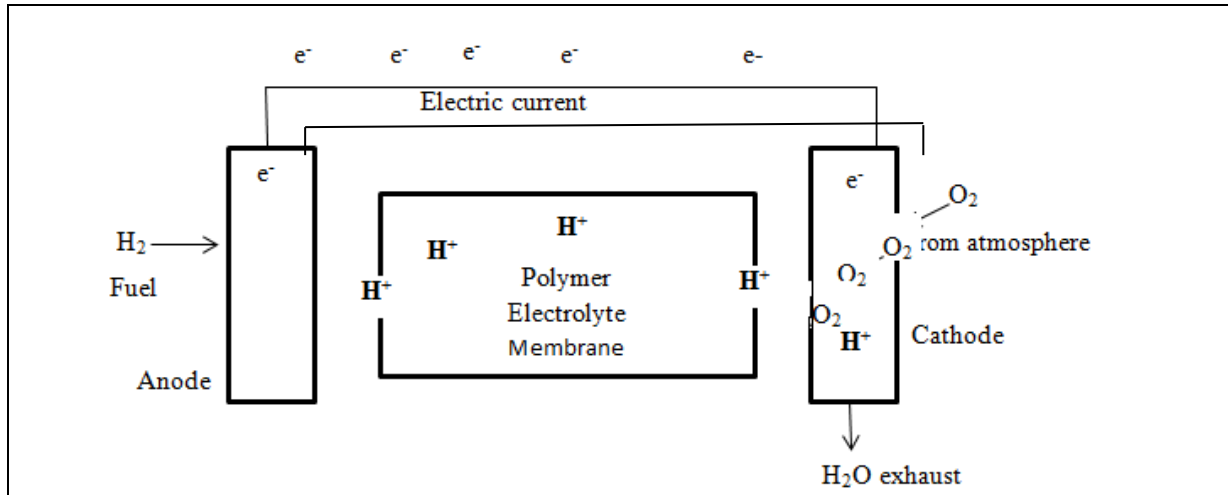 e⁻ e⁻ e⁻ e⁻ e-
Electric current
e⁻ e⁻
O₂
H₂ H⁺ H⁺ O₂ rom atmosphere
Fuel H⁺ Polymer H⁺ O₂
Electrolyte O₂
Membrane H⁺ Cathode
Anode
H₂O exhaust